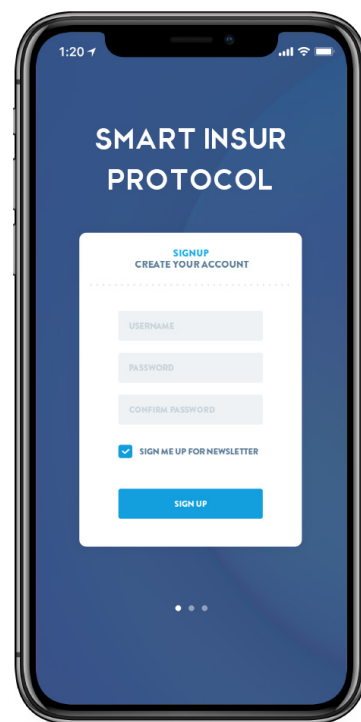 1:20
SMART INSUR
PROTOCOL
SIGNUP
CREATE YOUR ACCOUNT
USERNAME
PASSWORD
CONFIRM PASSWORD
SIGN ME UP FOR NEWSLETTER
SIGN UP